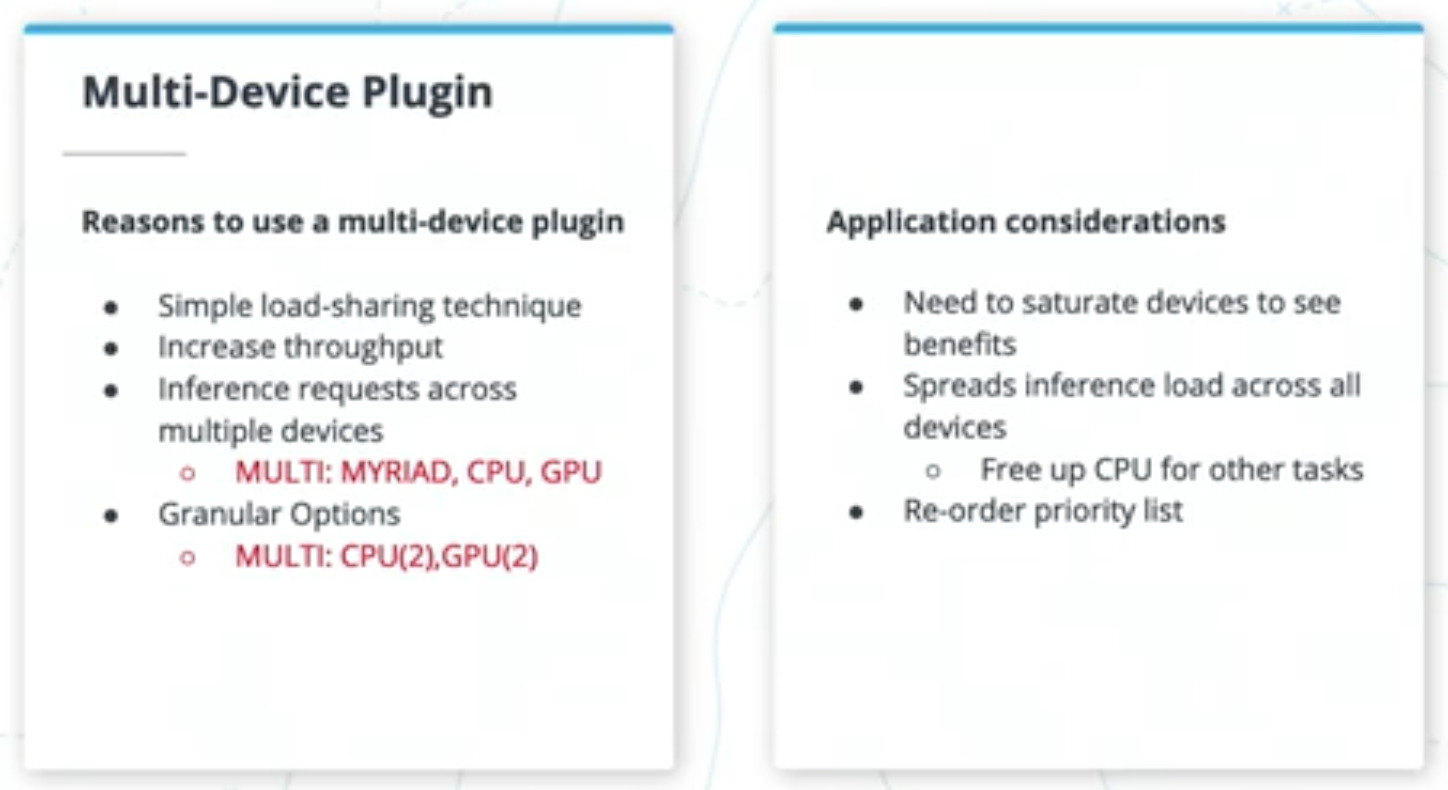 Multi-Device Plugin
Reasons to use a multi-device plugin
● Simple load-sharing technique
● Increase throughput
● Inference requests across
multiple devices
○ MULTI: MYRIAD, CPU, GPU
● Granular Options
○ MULTI: CPU(2),GPU(2)
Application considerations
● Need to saturate devices to see
benefits
● Spreads inference load across all
devices
○ Free up CPU for other tasks
● Re-order priority list